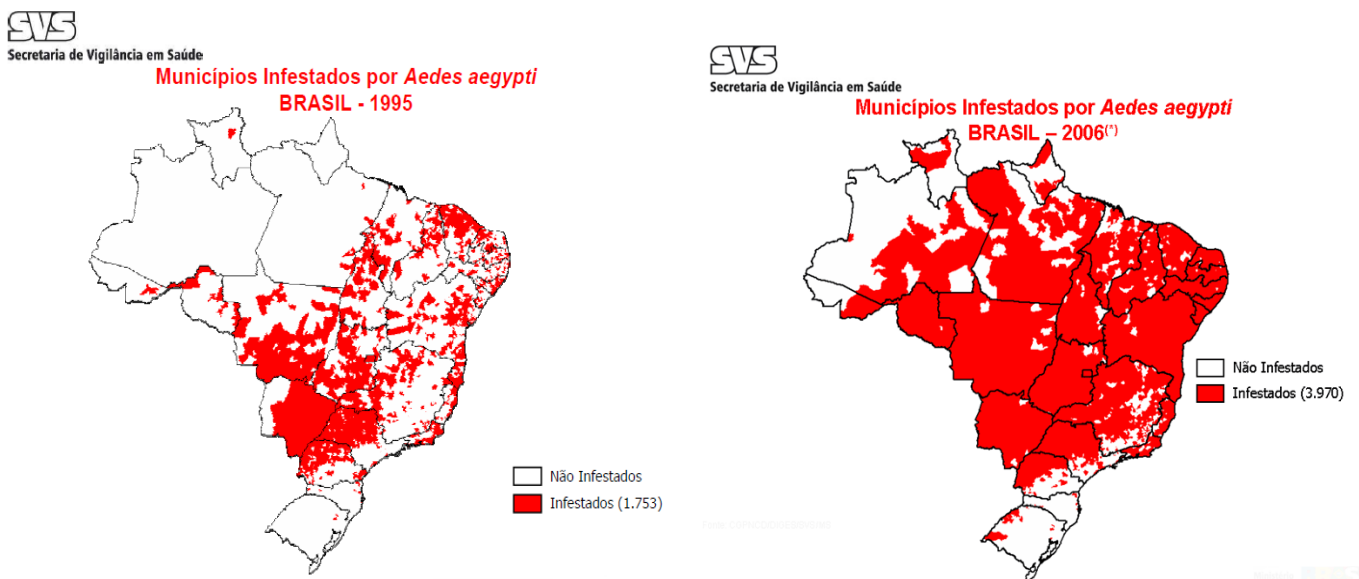 SVS
Secretaria de Vigilância em Saúde
Municípios Infestados por Aedes aegypti
BRASIL - 1995
Não Infestados
Infestados (1.753)
SVS
Secretaria de Vigilância em Saúde
Municípios Infestados por Aedes aegypti
BRASIL – 2006(*)
Não Infestados
Infestados (3.970)